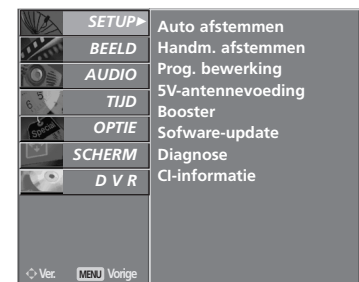 SETUP
BEELD
AUDIO
TIJD
OPTIE
SCHERM
D V R
Auto afstemmen
Handm. afstemmen
Prog. bewerking
5V-antennevoeding
Booster
Sofware-update
Diagnose
CI-informatie
Ver. MENU Vorige